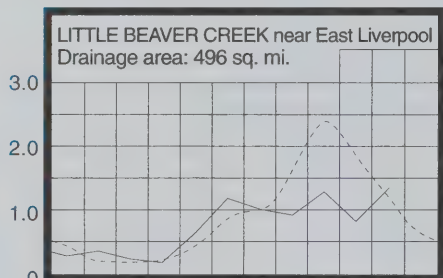 LITTLE BEAVER CREEK near East Liverpool
Drainage area: 496 sq. mi.
3.0
2.0
1.0
0